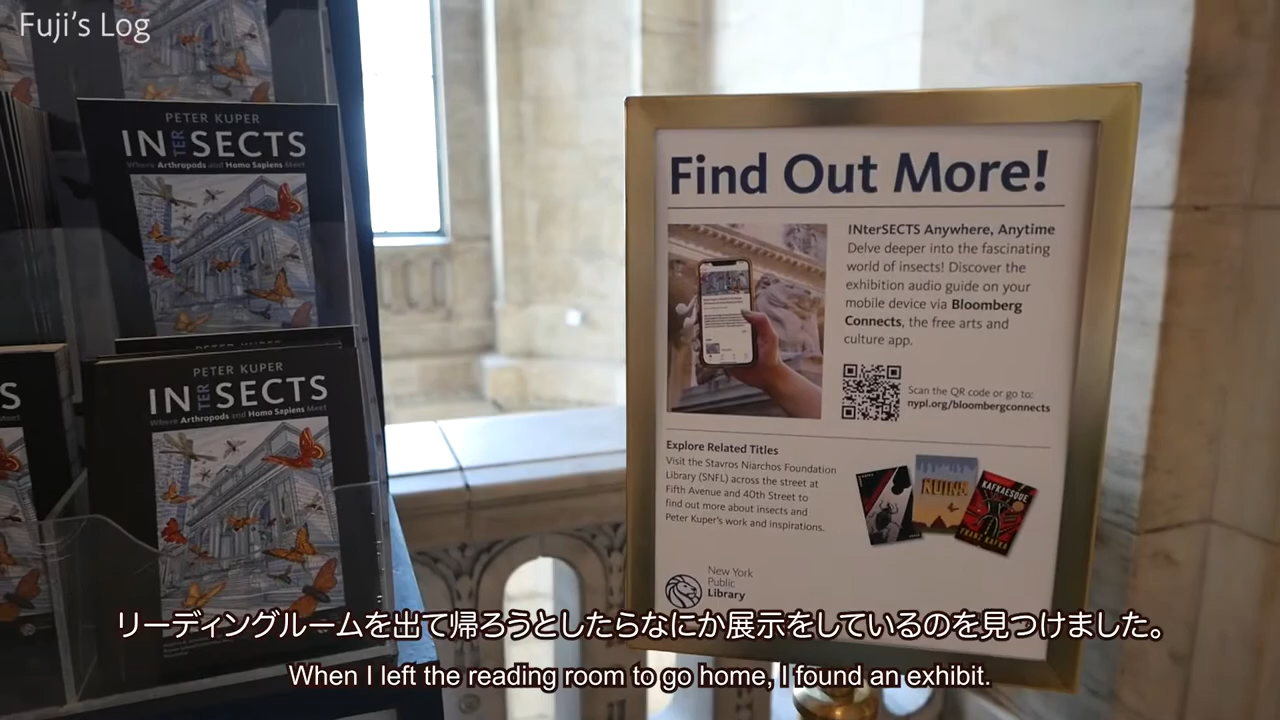 Fuji's Log
PETER KUPER
INTERSECTS
Where Arthropods and Homo Sapiens Meet
PETER KUPER
INTERSECTS
Where Arthropods and Homo Sapiens Meet
S
Find Out More!
INterSECTS Anywhere, Anytime
Delve deeper into the fascinating
world of insects! Discover the
exhibition audio guide on your
mobile device via Bloomberg
Connects, the free arts and
culture app.
Scan the QR code or go to:
nypl.org/bloombergconnects
Explore Related Titles
Visit the Stavros Niarchos Foundation
Library (SNFL) across the street at
Fifth Avenue and 40th Street to
find out more about insects and
Peter Kuper's work and inspirations.
RUINS
KAFKAESQUE
FRANZ KAFKA
New York
Public
Library
リーディングルームを出て帰ろうとしたらなにか展示をしているのを見つけました。
When I left the reading room to go home, I found an exhibit.